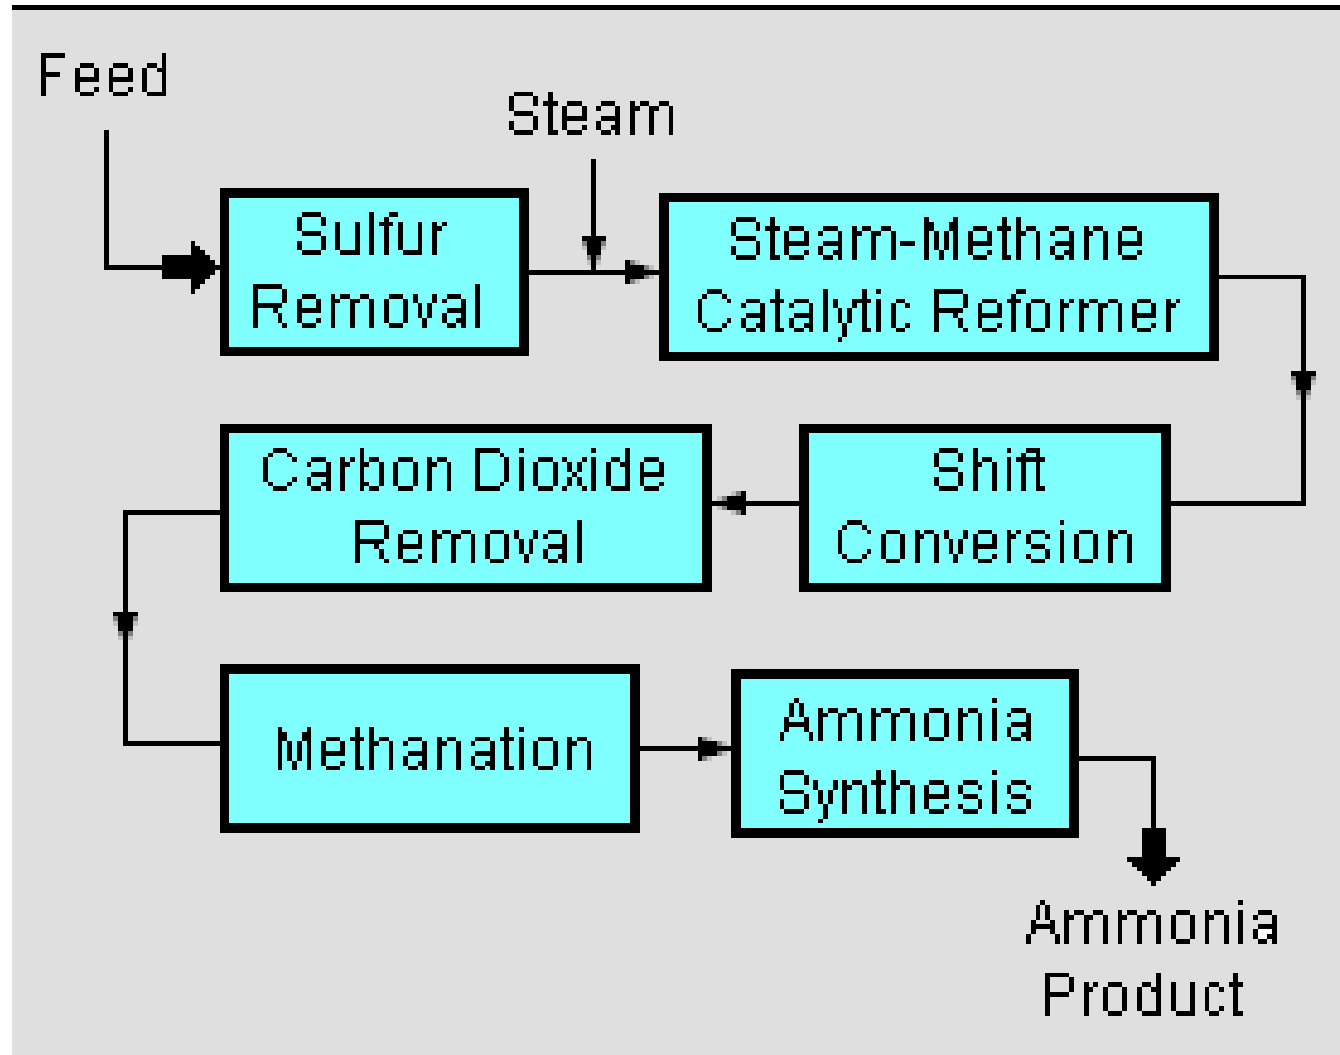 Feed
Steam
Sulfur
Removal
Steam-Methane
Catalytic Reformer
Carbon Dioxide
Removal
Shift
Conversion
Methanation
Ammonia
Synthesis
Ammonia
Product